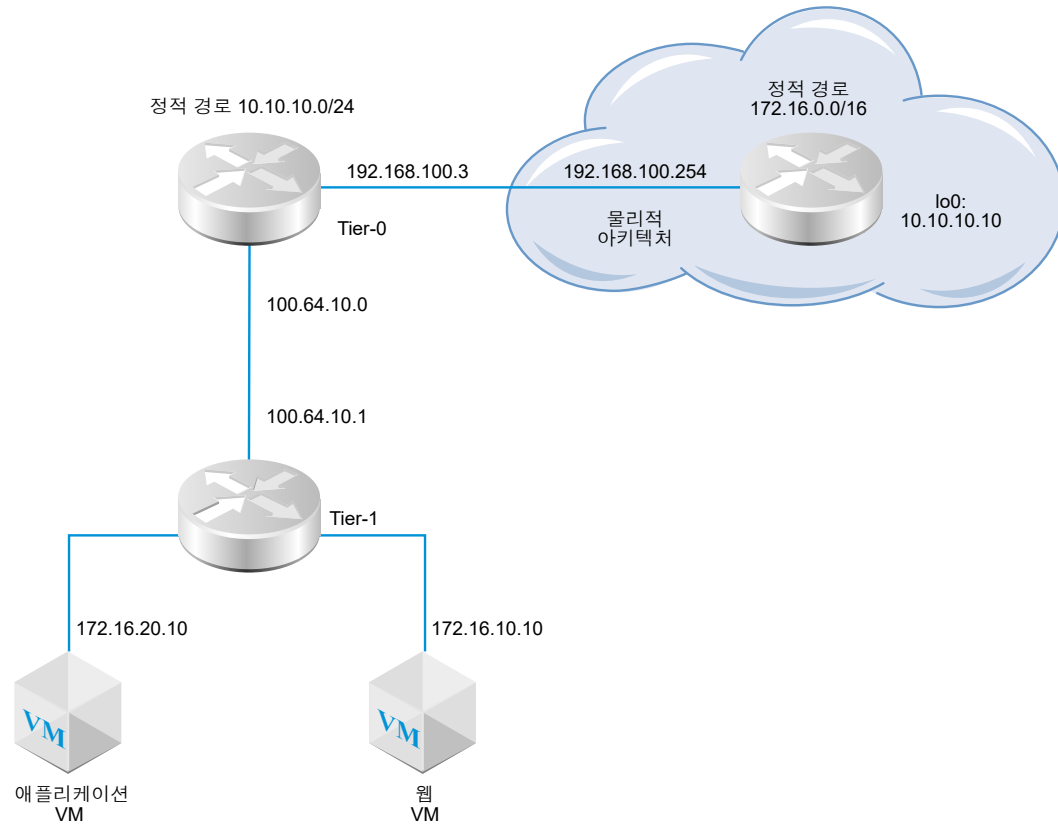 정적 경로 10.10.10.0/24
정적 경로
172.16.0.0/16
192.168.100.3
192.168.100.254
lo0:
10.10.10.10
물리적
아키텍처
Tier-0
100.64.10.0
100.64.10.1
Tier-1
172.16.20.10
172.16.10.10
VM
VM
애플리케이션
VM
웹
VM